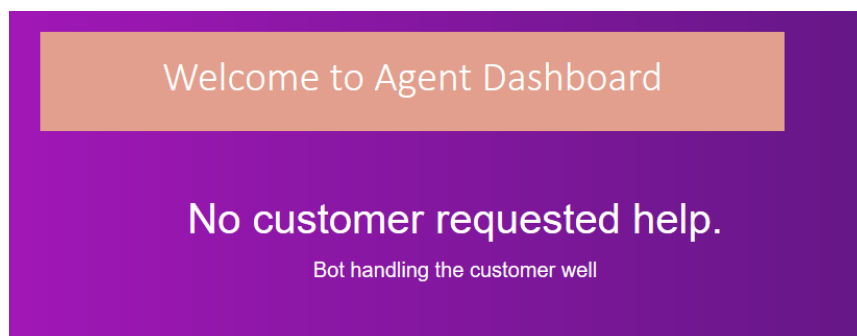 Welcome to Agent Dashboard
No customer requested help.
Bot handling the customer well